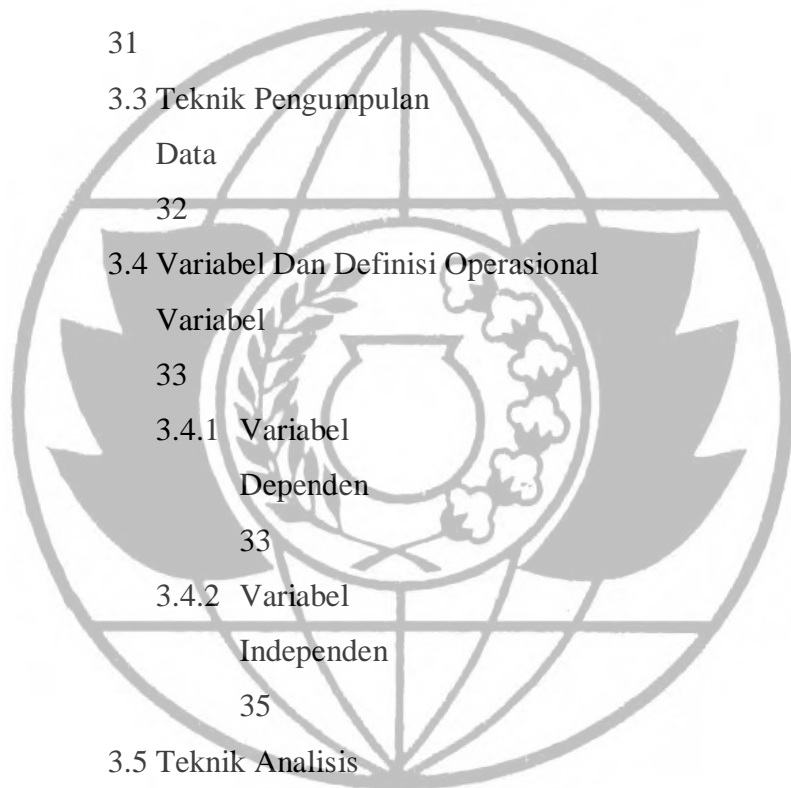 31
3.3 Teknik Pengumpulan
Data
32
3.4 Variabel Dan Definisi Operasional
Variabel
33
3.4.1 Variabel
Dependen
33
3.4.2 Variabel
Independen
35
3.5 Teknik Analisis